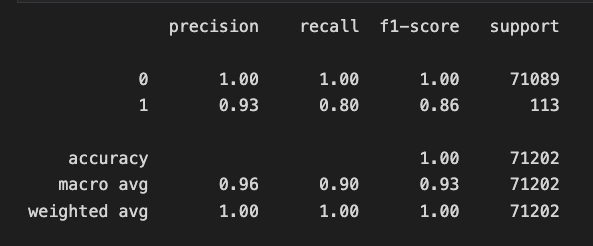 precision recall f1-score support
0 1.00 1.00 1.00 71089
1 0.93 0.80 0.86 113
accuracy 1.00 71202
macro avg 0.96 0.90 0.93 71202
weighted avg 1.00 1.00 1.00 71202